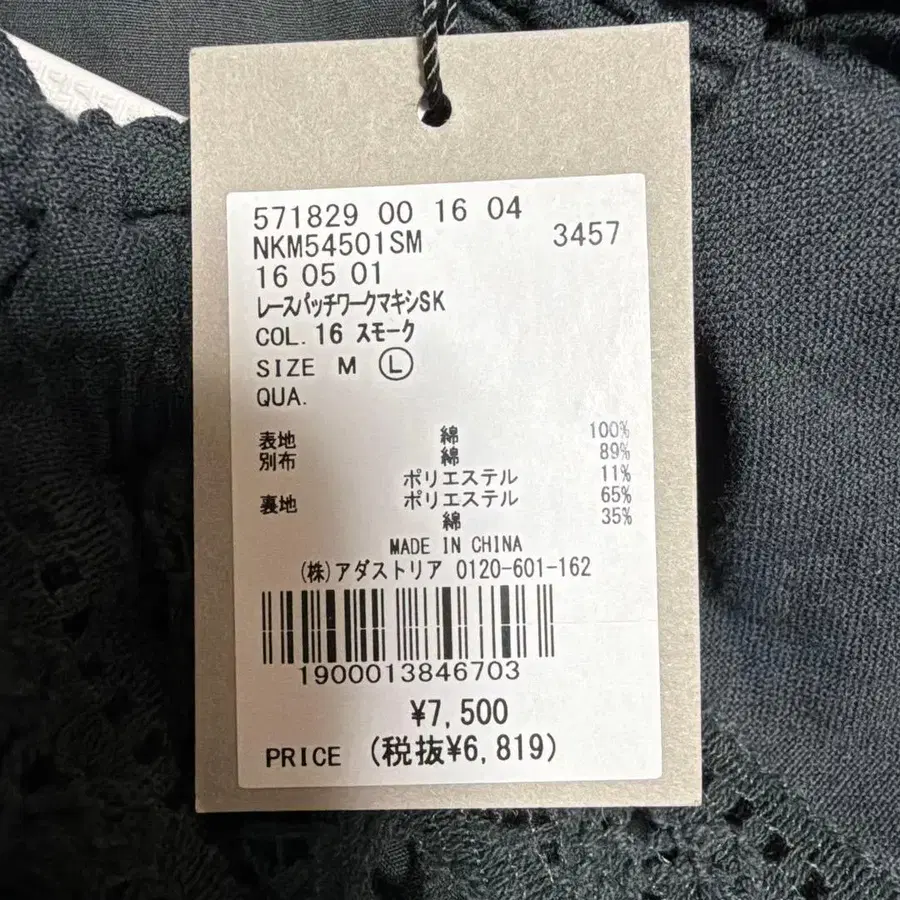 571829 00 16 04
NKM54501SM 3457
16 05 01
レースパッチワークマキシSK
COL. 16 スモーク
SIZE M Ⓛ
QUA.
表地 綿 100%
別布 綿 89%
ポリエステル 11%
裏地 ポリエステル 65%
綿 35%
MADE IN CHINA
(株)アダストリア 0120-601-162
1900013846703
¥7,500
PRICE (税抜¥6,819)